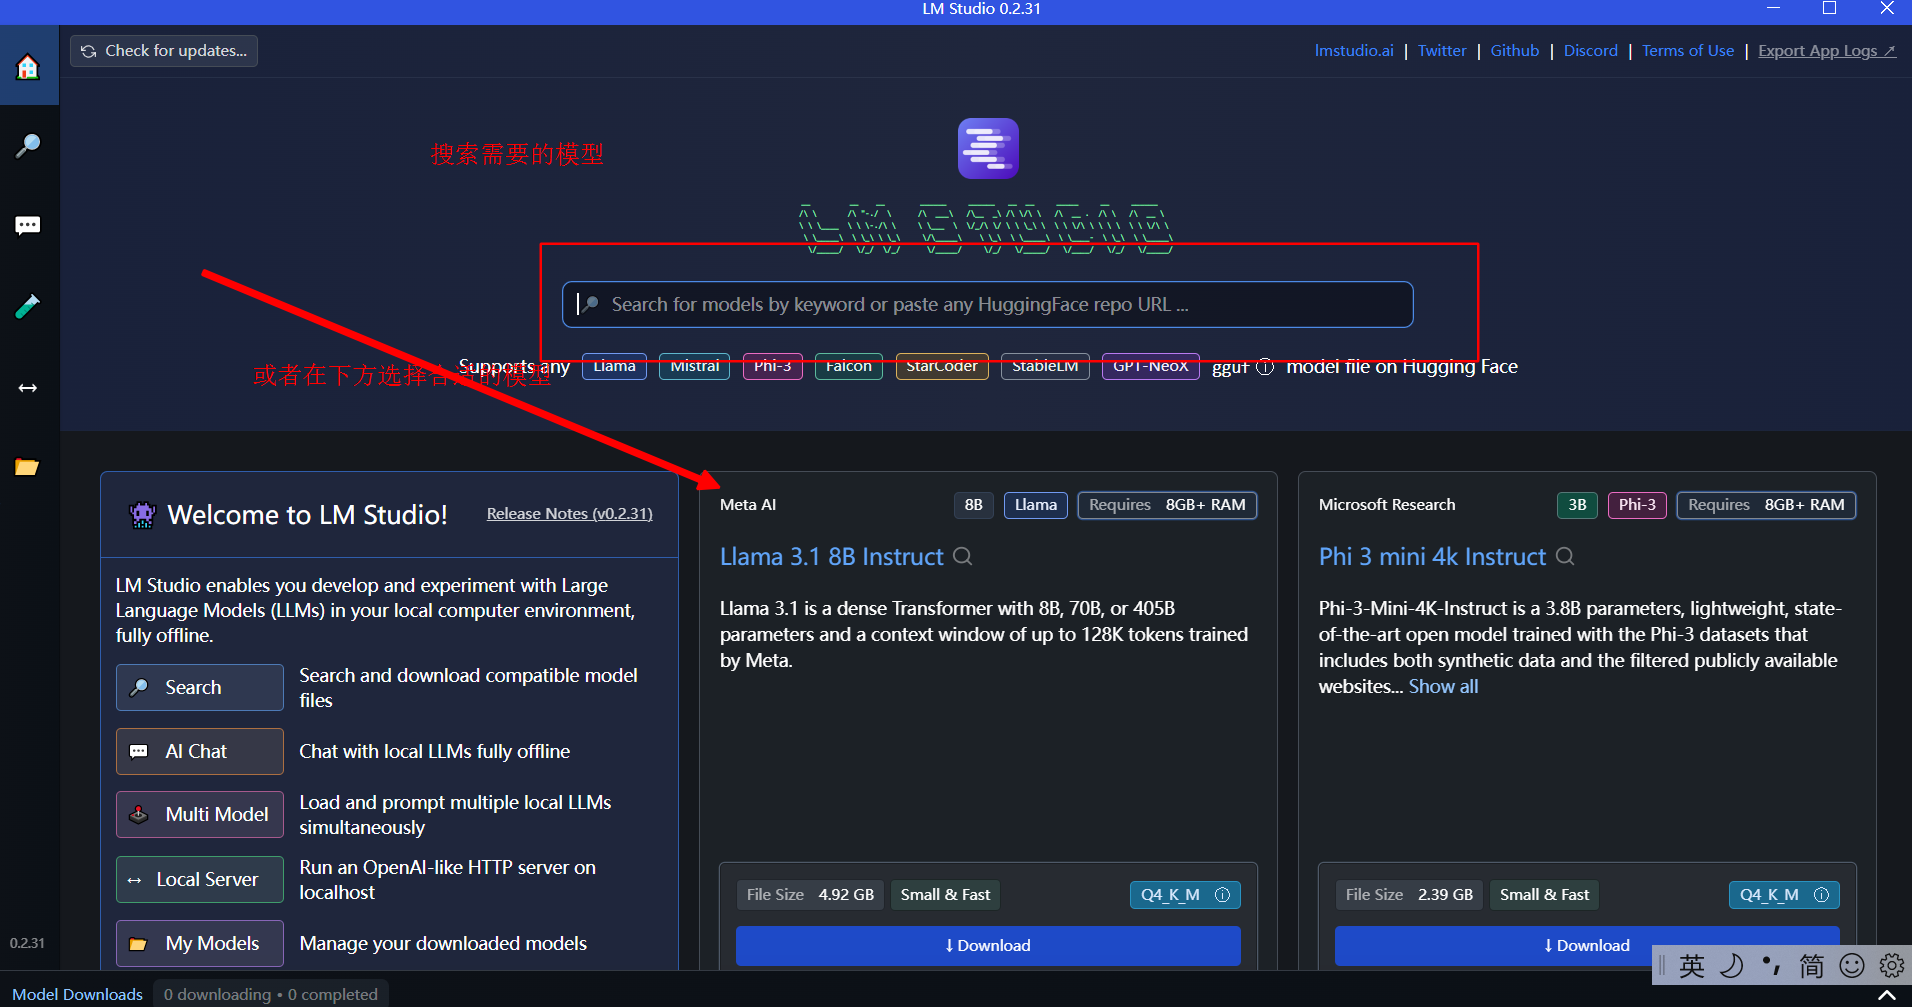 LM Studio 0.2.31
Check for updates...
lmstudio.ai | Twitter | Github | Discord | Terms of Use | Export App Logs ↗
搜索需要的模型
LM STUDIO
Search for models by keyword or paste any HuggingFace repo URL ...
Supports any Llama Mistral Phi-3 Falcon StarCoder StableLM GPT-NeoX gguf model file on Hugging Face
或者在下方选择合适的模型
Welcome to LM Studio!
Release Notes (v0.2.31)
LM Studio enables you develop and experiment with Large
Language Models (LLMs) in your local computer environment,
fully offline.
Search
Search and download compatible model
files
AI Chat
Chat with local LLMs fully offline
Multi Model
Load and prompt multiple local LLMs
simultaneously
Local Server
Run an OpenAI-like HTTP server on
localhost
My Models
Manage your downloaded models
Meta AI
8B Llama Requires 8GB+ RAM
Llama 3.1 8B Instruct
Llama 3.1 is a dense Transformer with 8B, 70B, or 405B
parameters and a context window of up to 128K tokens trained
by Meta.
File Size 4.92 GB Small & Fast Q4_K_M
Download
Microsoft Research
3B Phi-3 Requires 8GB+ RAM
Phi 3 mini 4k Instruct
Phi-3-Mini-4K-Instruct is a 3.8B parameters, lightweight, state-
of-the-art open model trained with the Phi-3 datasets that
includes both synthetic data and the filtered publicly available
websites... Show all
File Size 2.39 GB Small & Fast Q4_K_M
Download
英 简
0.2.31
Model Downloads 0 downloading • 0 completed